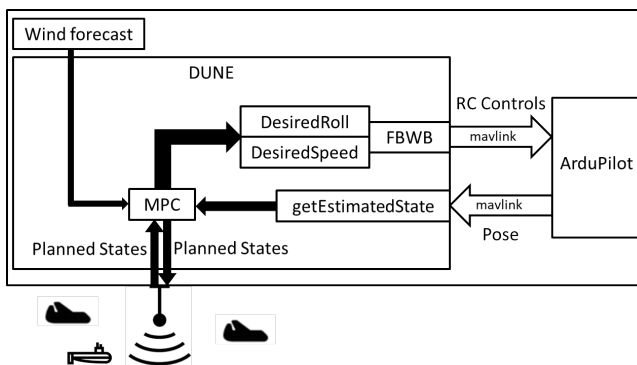 Wind forecast
DUNE
DesiredRoll
DesiredSpeed
FBWB
RC Controls
mavlink
ArduPilot
MPC
getEstimatedState
mavlink
Pose
Planned States
Planned States